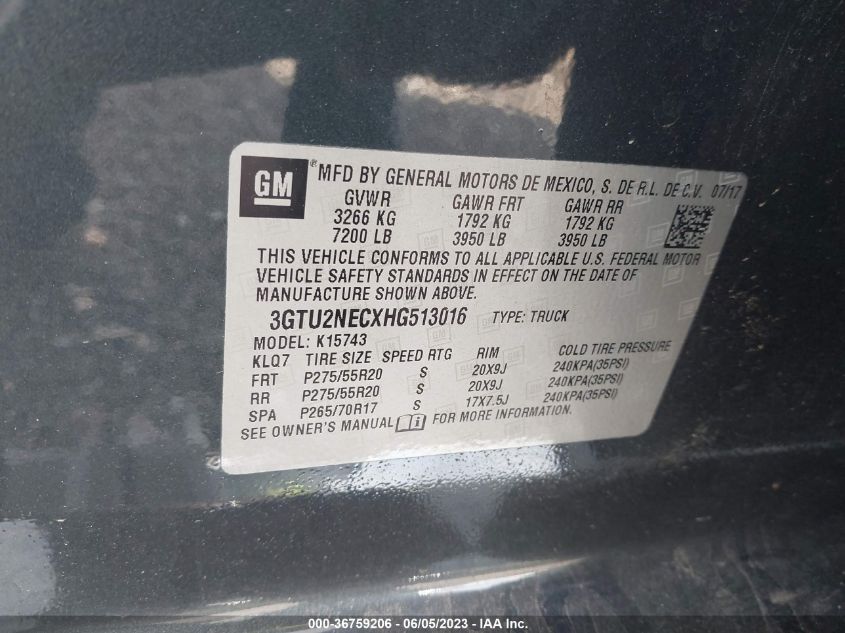 GM ® MFD BY GENERAL MOTORS DE MEXICO, S. DE R.L. DE C.V. 07/17
GVWR GAWR FRT GAWR RR
3266 KG 1792 KG 1792 KG
7200 LB 3950 LB 3950 LB
THIS VEHICLE CONFORMS TO ALL APPLICABLE U.S. FEDERAL MOTOR
VEHICLE SAFETY STANDARDS IN EFFECT ON THE DATE OF
MANUFACTURE SHOWN ABOVE.
3GTU2NECXHG513016 TYPE: TRUCK
MODEL: K15743
KLQ7 TIRE SIZE SPEED RTG RIM COLD TIRE PRESSURE
FRT P275/55R20 S 20X9J 240KPA(35PSI)
RR P275/55R20 S 20X9J 240KPA(35PSI)
SPA P265/70R17 S 17X7.5J 240KPA(35PSI)
SEE OWNER'S MANUAL FOR MORE INFORMATION.
000-36759206 - 06/05/2023 - IAA Inc.